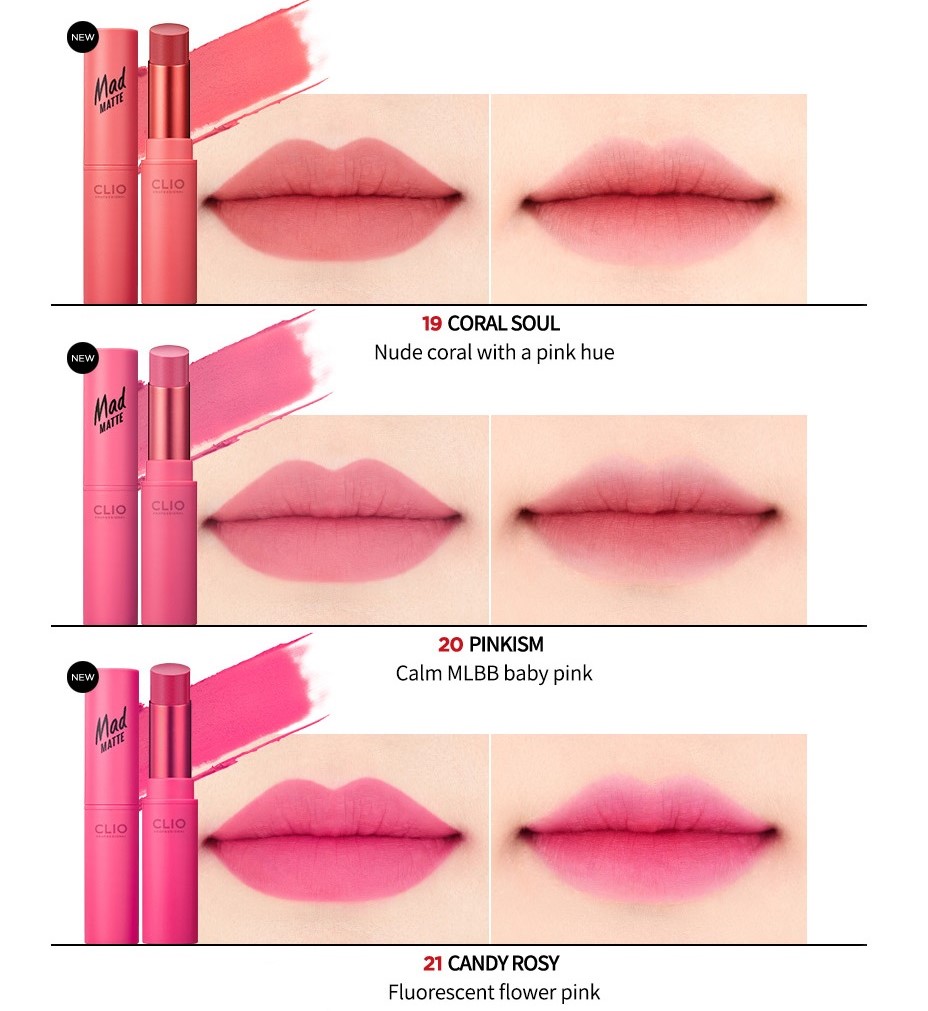 NEW
Mad
MATTE
CLIO
CLIO
19 CORAL SOUL
Nude coral with a pink hue
NEW
Mad
MATTE
CLIO
CLIO
20 PINKISM
Calm MLBB baby pink
NEW
Mad
MATTE
CLIO
CLIO
21 CANDY ROSY
Fluorescent flower pink